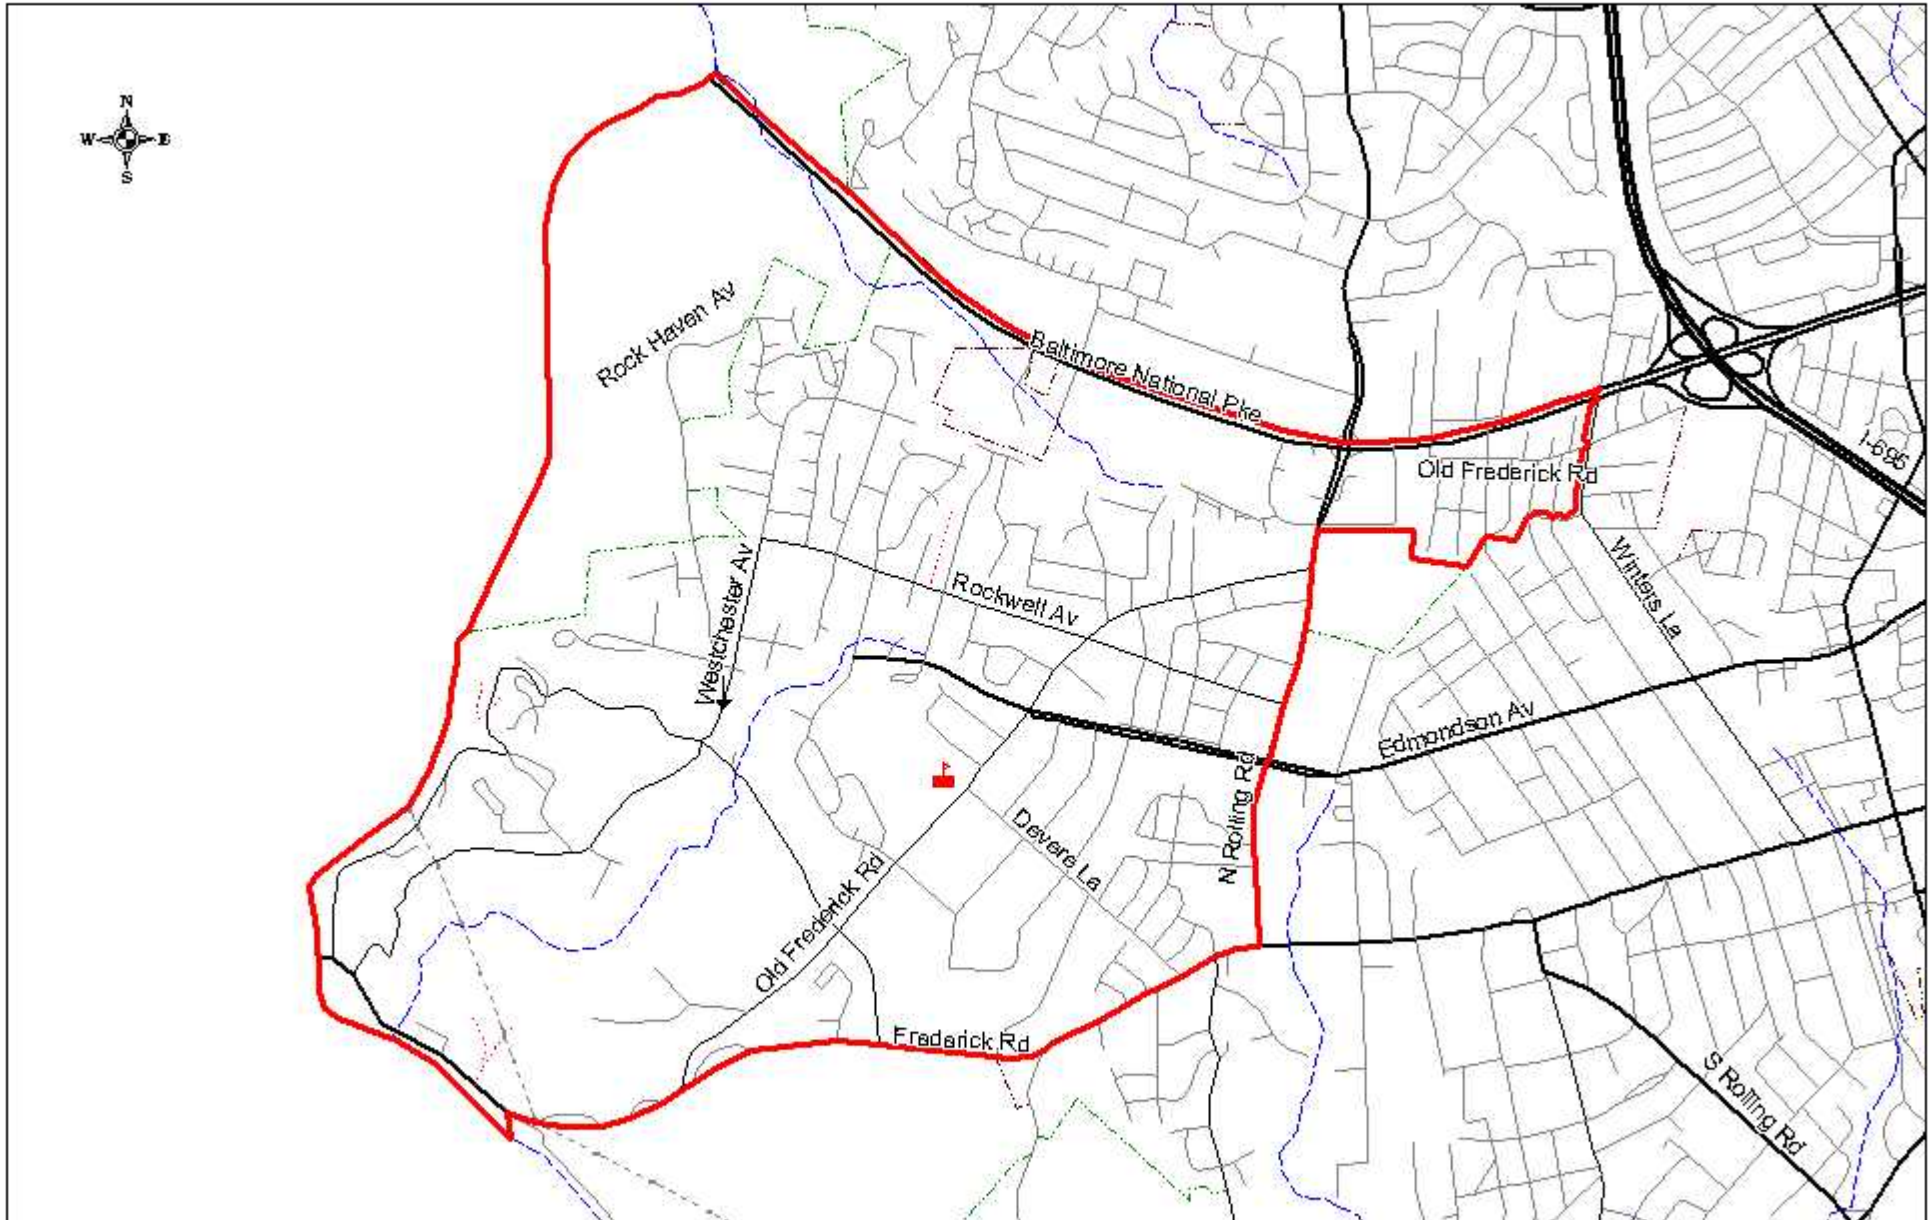 N
W E
S
Rock Haven Av
Baltimore National Pke
I-695
Old Frederick Rd
Winters La
Westchester Av
Rockwell Av
Edmondson Av
N Rolling Rd
Devere La
Old Frederick Rd
Frederick Rd
S Rolling Rd